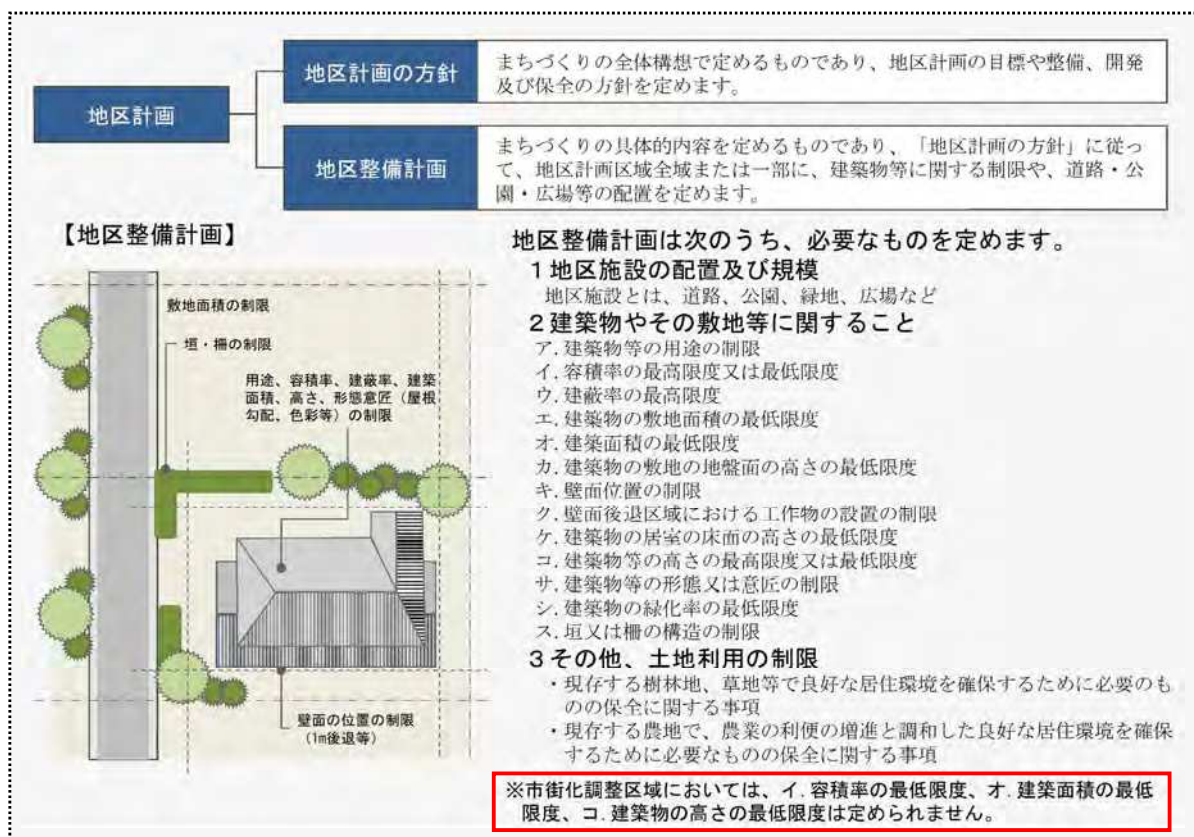 地区計画
地区計画の方針
まちづくりの全体構想で定めるものであり、地区計画の目標や整備、開発
及び保全の方針を定めます。
地区整備計画
まちづくりの具体的内容を定めるものであり、「地区計画の方針」に従っ
て、地区計画区域全域または一部に、建築物等に関する制限や、道路・公
園・広場等の配置を定めます。
【地区整備計画】
敷地面積の制限
垣・柵の制限
用途、容積率、建蔽率、建築
面積、高さ、形態意匠（屋根
勾配、色彩等）の制限
壁面の位置の制限
（1m後退等）
地区整備計画は次のうち、必要なものを定めます。
1地区施設の配置及び規模
地区施設とは、道路、公園、緑地、広場など
2建築物やその敷地等に関すること
ア.建築物等の用途の制限
イ.容積率の最高限度又は最低限度
ウ.建蔽率の最高限度
エ.建築物の敷地面積の最低限度
オ.建築面積の最低限度
カ.建築物の敷地の地盤面の高さの最低限度
キ.壁面位置の制限
ク.壁面後退区域における工作物の設置の制限
ケ.建築物の居室の床面の高さの最低限度
コ.建築物等の高さの最高限度又は最低限度
サ.建築物等の形態又は意匠の制限
シ.建築物の緑化率の最低限度
ス.垣又は柵の構造の制限
3その他、土地利用の制限
・現存する樹林地、草地等で良好な居住環境を確保するために必要のも
のの保全に関する事項
・現存する農地で、農業の利便の増進と調和した良好な居住環境を確保
するために必要なものの保全に関する事項
※市街化調整区域においては、イ.容積率の最低限度、オ.建築面積の最低
限度、コ.建築物の高さの最低限度は定められません。